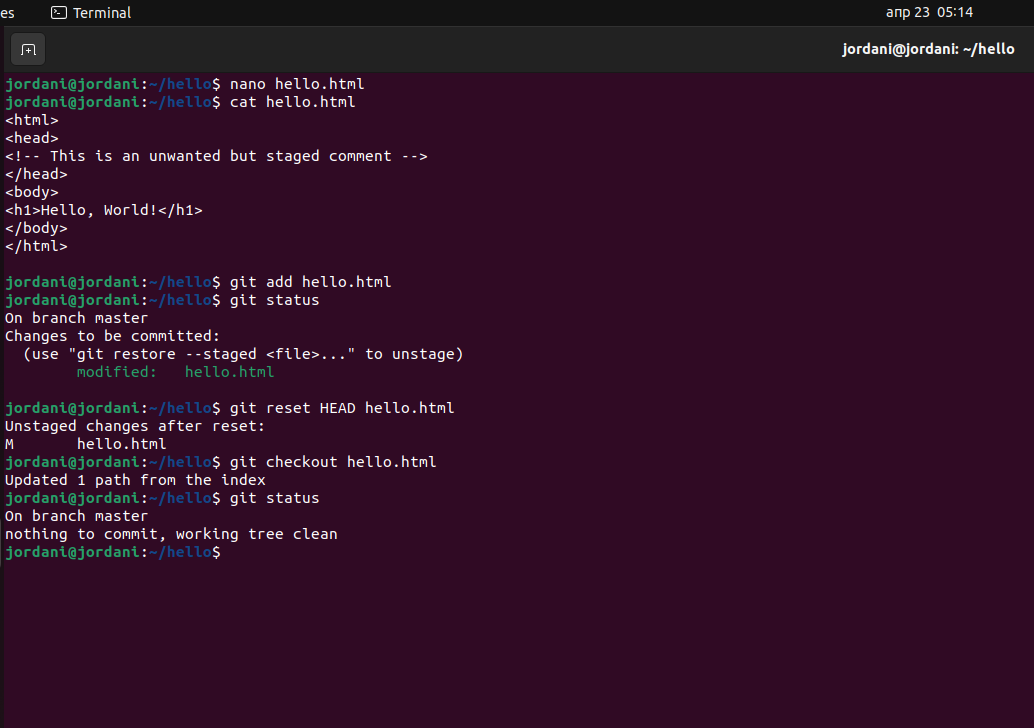 es Terminal апр 23 05:14
jordani@jordani: ~/hello
jordani@jordani:~/hello$ nano hello.html
jordani@jordani:~/hello$ cat hello.html
<html>
<head>
<!-- This is an unwanted but staged comment -->
</head>
<body>
<h1>Hello, World!</h1>
</body>
</html>
jordani@jordani:~/hello$ git add hello.html
jordani@jordani:~/hello$ git status
On branch master
Changes to be committed:
  (use "git restore --staged <file>..." to unstage)
        modified:   hello.html
jordani@jordani:~/hello$ git reset HEAD hello.html
Unstaged changes after reset:
M       hello.html
jordani@jordani:~/hello$ git checkout hello.html
Updated 1 path from the index
jordani@jordani:~/hello$ git status
On branch master
nothing to commit, working tree clean
jordani@jordani:~/hello$